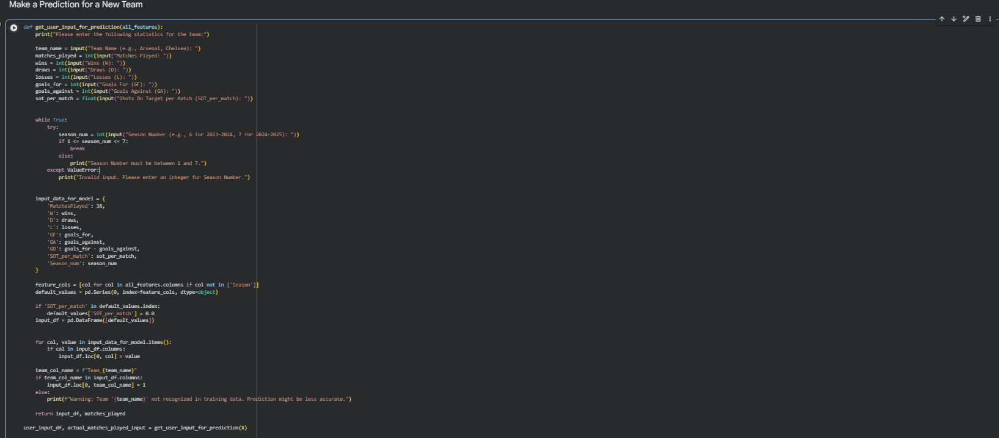 Make a Prediction for a New Team
def get_user_input_for_prediction(all_features):
    print("Please enter the following statistics for the team:")
    team_name = input("Team Name (e.g., Arsenal, Chelsea): ")
    matches_played = int(input("Matches Played: "))
    wins = int(input("Wins (W): "))
    draws = int(input("Draws (D): "))
    losses = int(input("Losses (L): "))
    goals_for = int(input("Goals For (GF): "))
    goals_against = int(input("Goals Against (GA): "))
    sot_per_match = float(input("Shots On Target per Match (SOT_per_match): "))
    while True:
        try:
            season_num = int(input("Season Number (e.g., 6 for 2023-2024, 7 for 2024-2025): "))
            if 1 <= season_num <= 7:
                break
            else:
                print("Season Number must be between 1 and 7.")
        except ValueError:
            print("Invalid input. Please enter an integer for Season Number.")
    input_data_for_model = {
        'MatchesPlayed': 38,
        'W': wins,
        'D': draws,
        'L': losses,
        'GF': goals_for,
        'GA': goals_against,
        'GD': goals_for - goals_against,
        'SOT_per_match': sot_per_match,
        'Season_num': season_num
    }
    feature_cols = [col for col in all_features.columns if col not in ['Season']]
    default_values = pd.Series(0, index=feature_cols, dtype=object)
    if 'SOT_per_match' in default_values.index:
        default_values['SOT_per_match'] = 0.0
    input_df = pd.DataFrame([default_values])
    for col, value in input_data_for_model.items():
        if col in input_df.columns:
            input_df.loc[0, col] = value
    team_col_name = f"Team_{team_name}"
    if team_col_name in input_df.columns:
        input_df.loc[0, team_col_name] = 1
    else:
        print(f"Warning: Team '{team_name}' not recognized in training data. Prediction might be less accurate.")
    return input_df, matches_played
user_input_df, actual_matches_played_input = get_user_input_for_prediction(X)